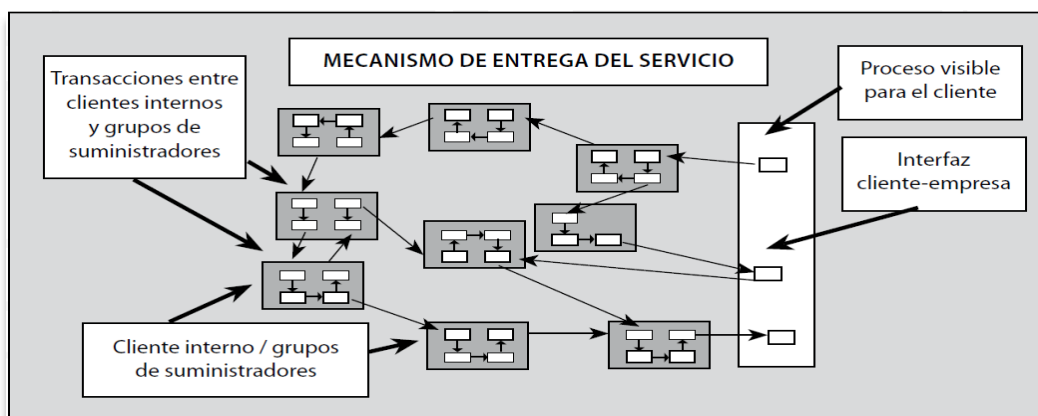 MECANISMO DE ENTREGA DEL SERVICIO
Transacciones entre
clientes internos
y grupos de
suministradores
Proceso visible
para el cliente
Interfaz
cliente-empresa
Cliente interno / grupos
de suministradores